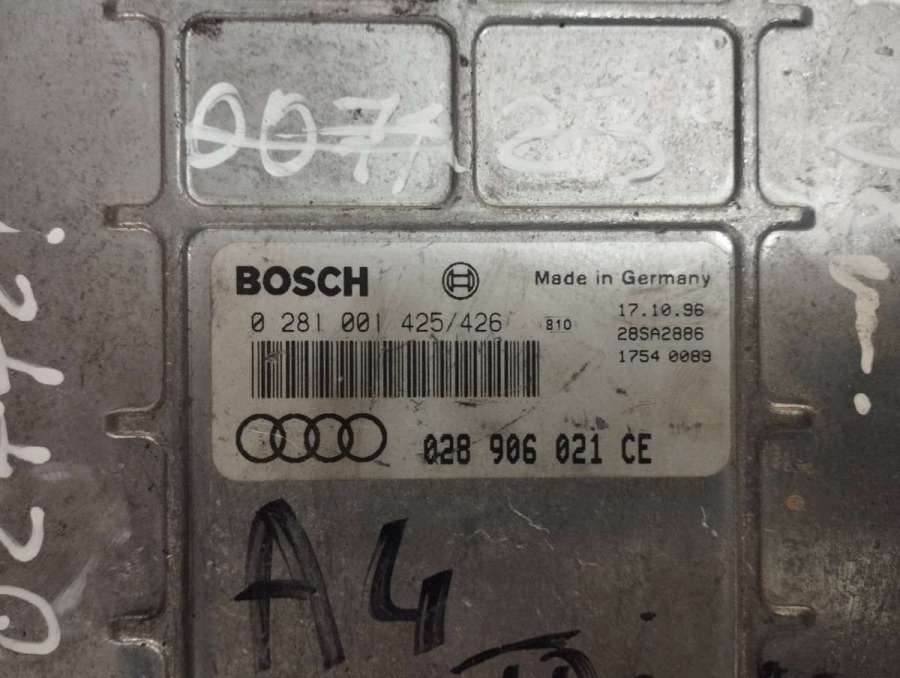 0071
23
BOSCH
Made in Germany
0 281 001 425/426
B10
17.10.96
28SA2886
1754 0089
028 906 021 CE
A4